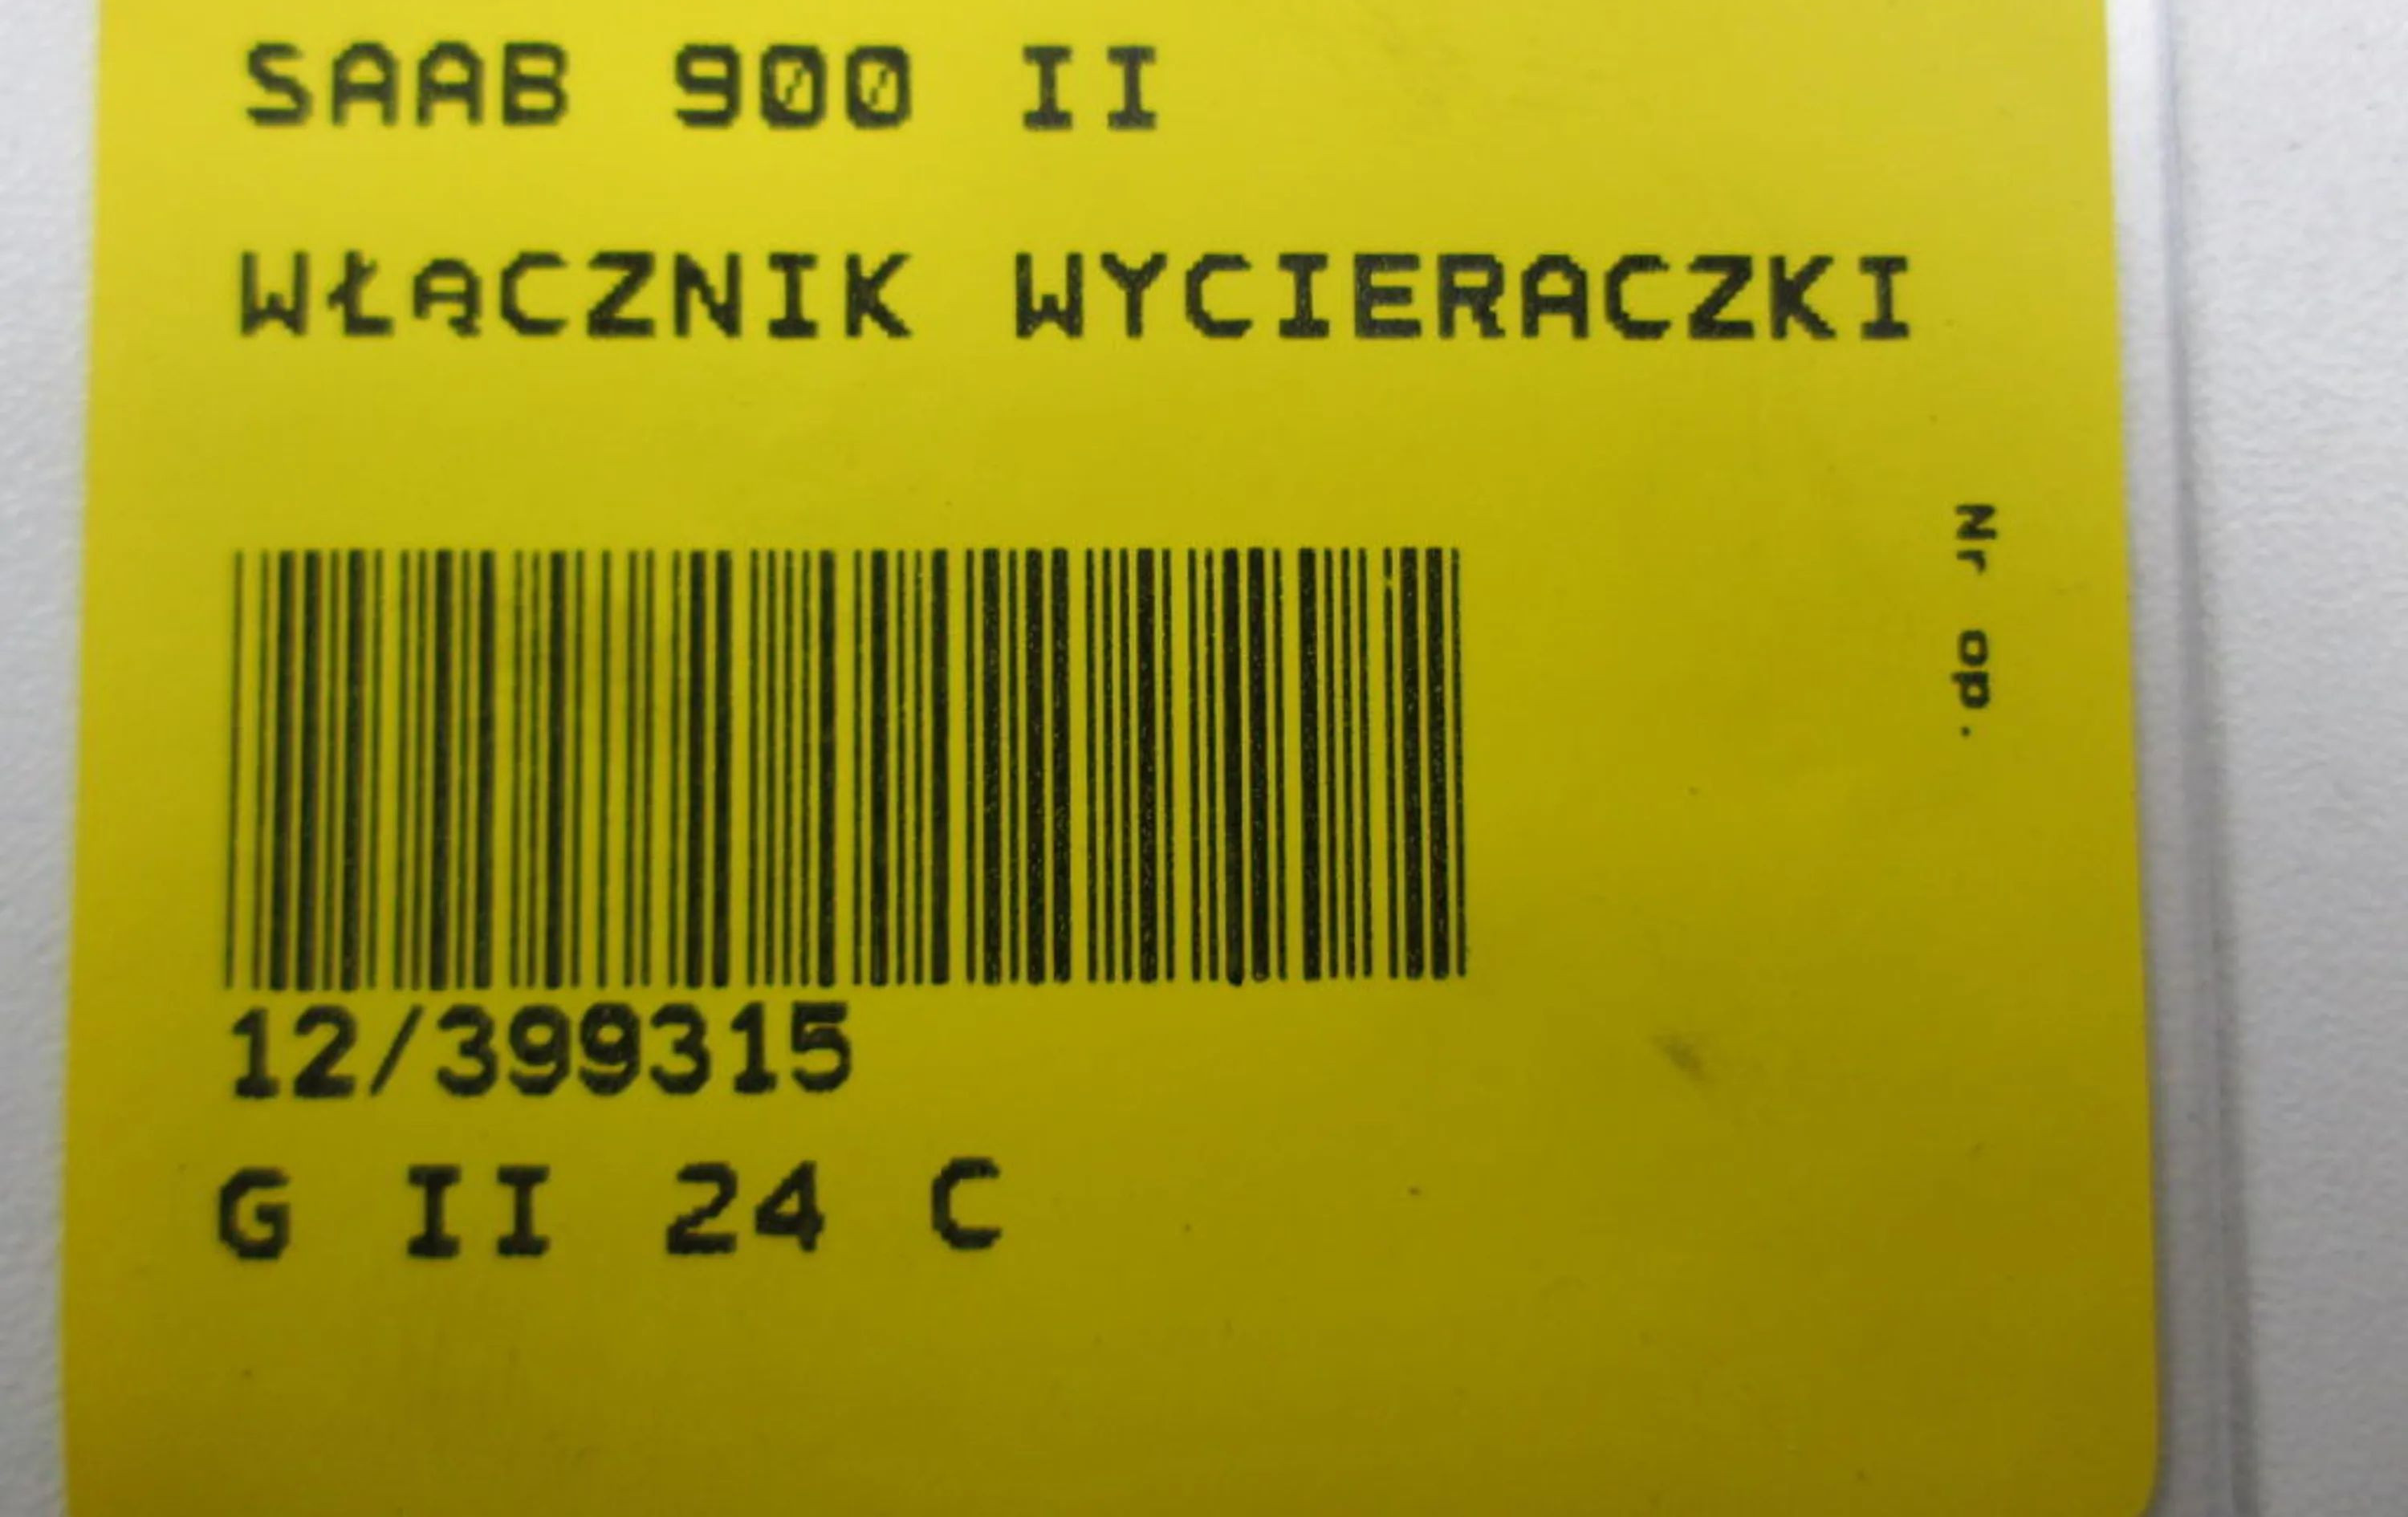 SAAB 900 II
WŁĄCZNIK WYCIERACZKI
Nr op.
12/399315
G II 24 C